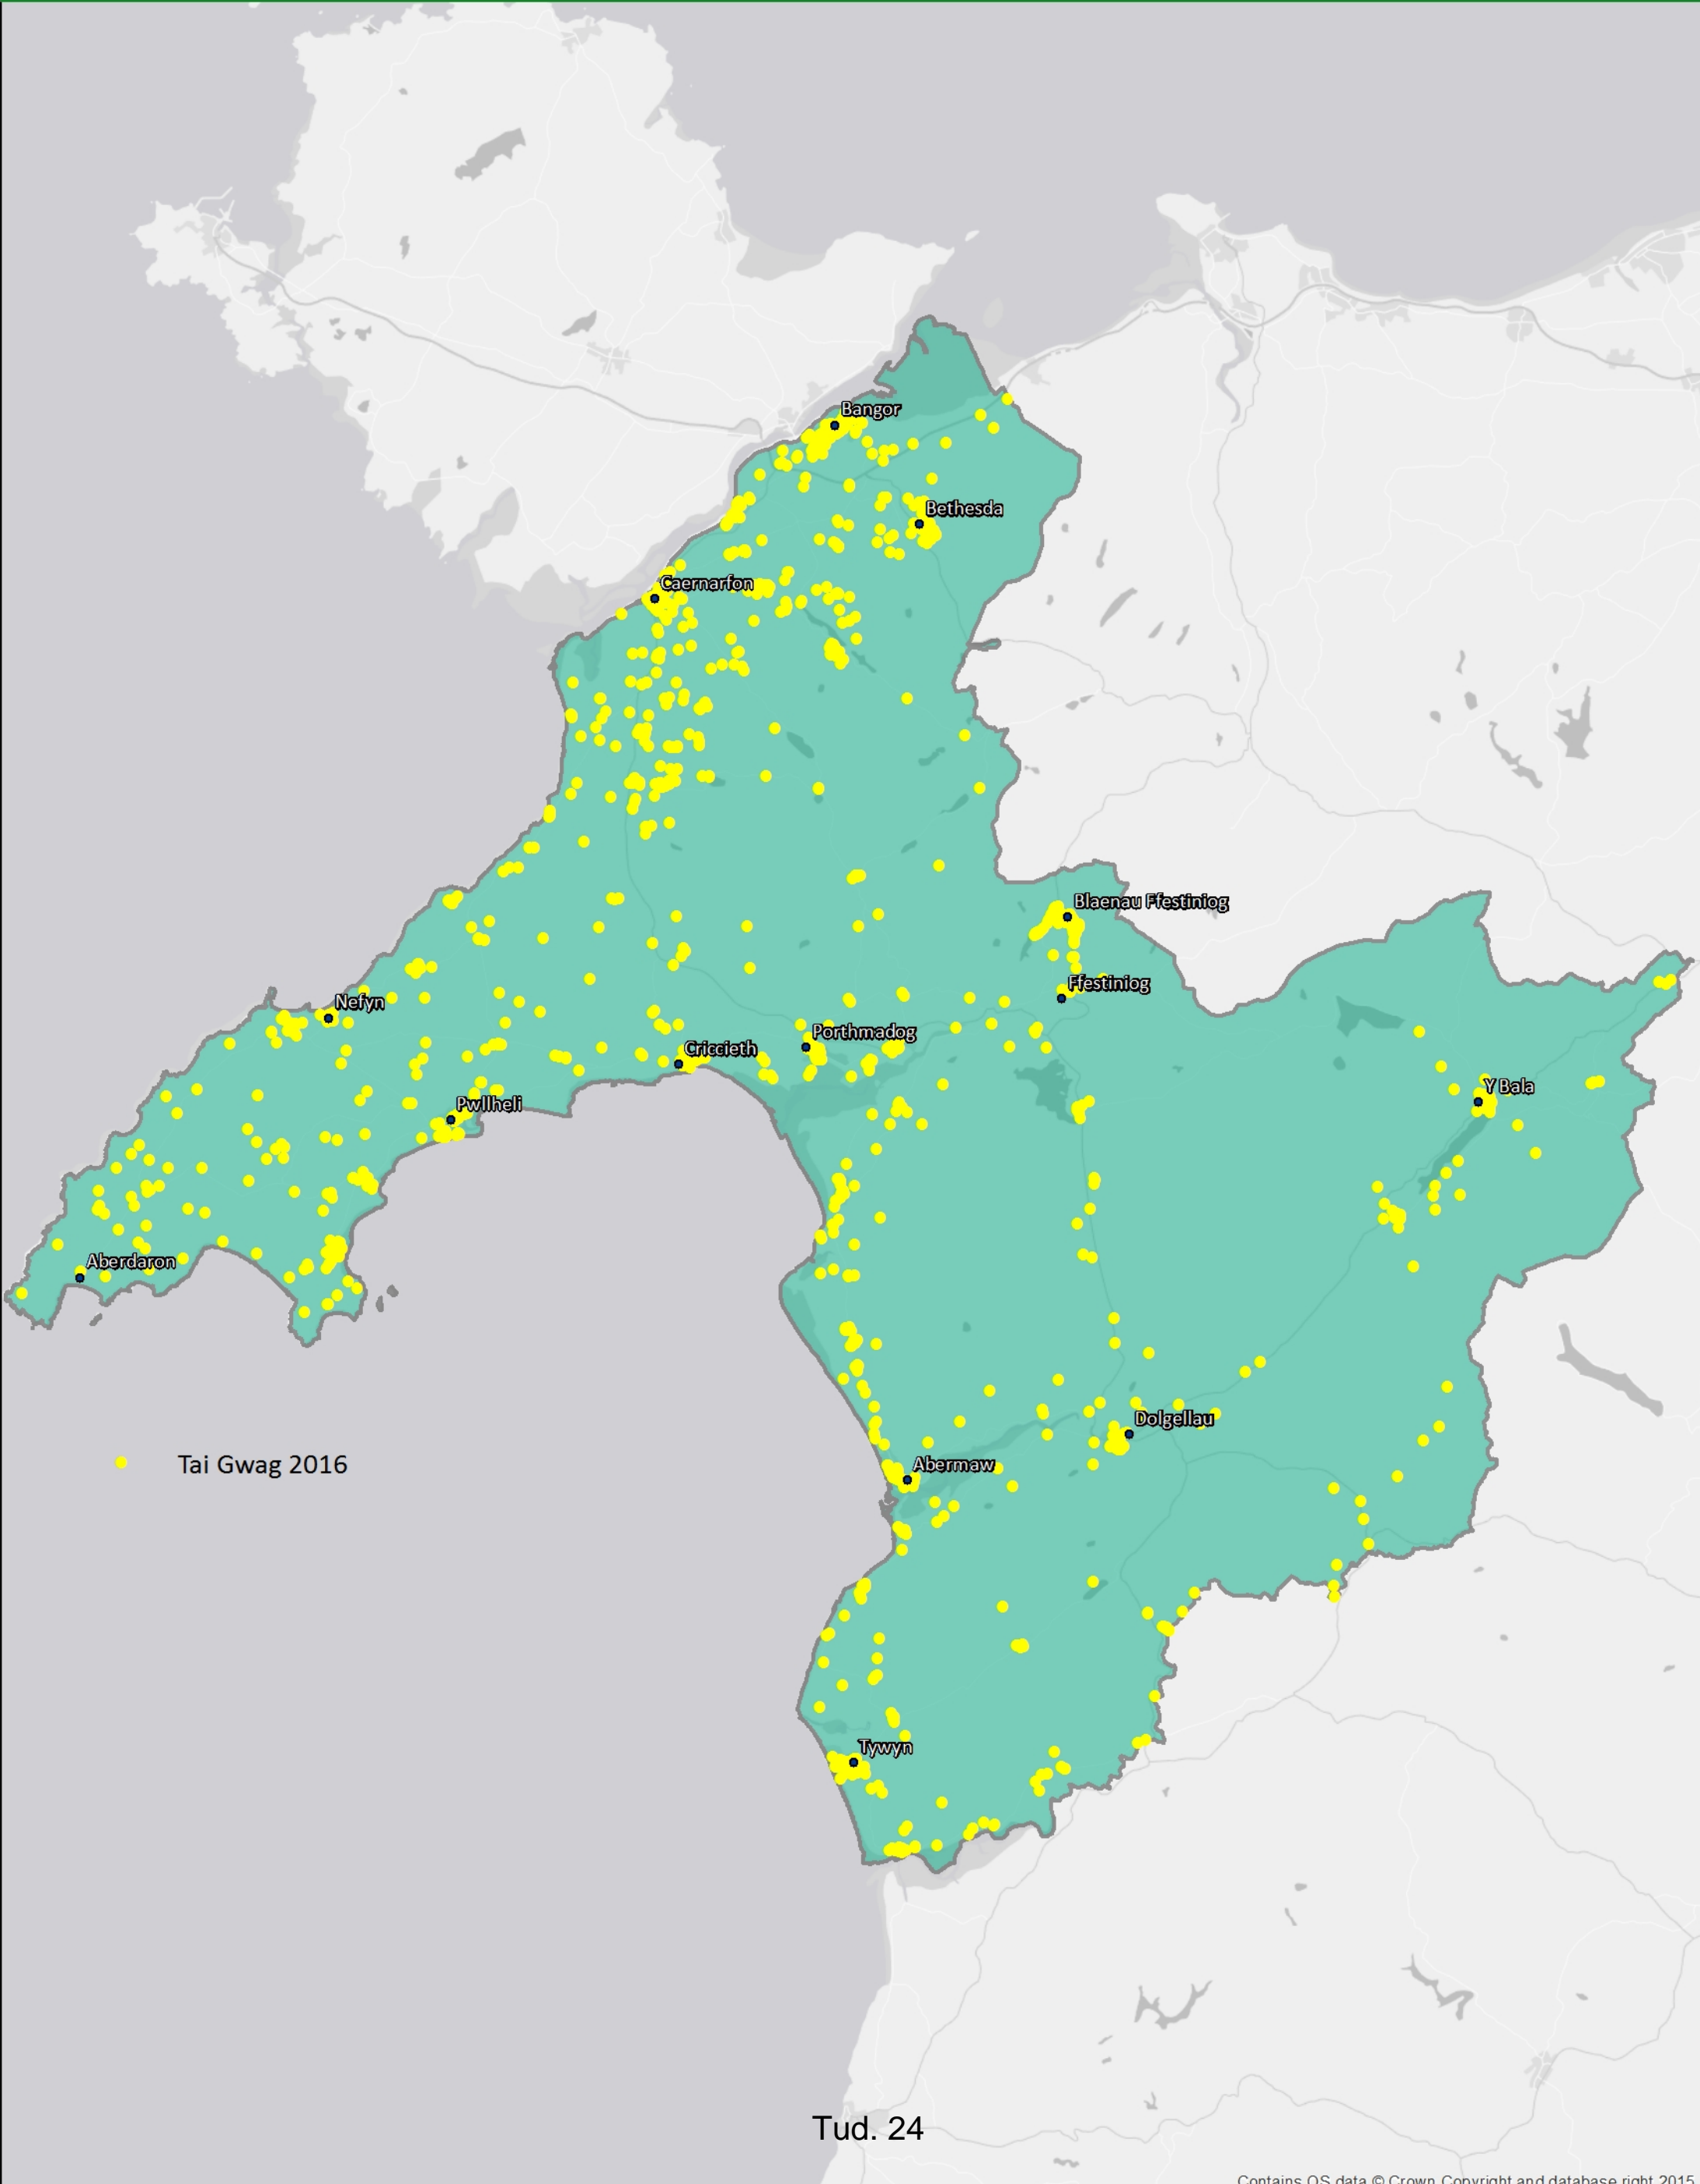 Bangor
Bethesda
Caernarfon
Blaenau Ffestiniog
Ffestiniog
Nefyn
Porthmadog
Criccieth
Y Bala
Pwllheli
Aberdaron
Dolgellau
Abermaw
Tai Gwag 2016
Tywyn
Tud. 24
Contains OS data © Crown Copyright and database right 2015